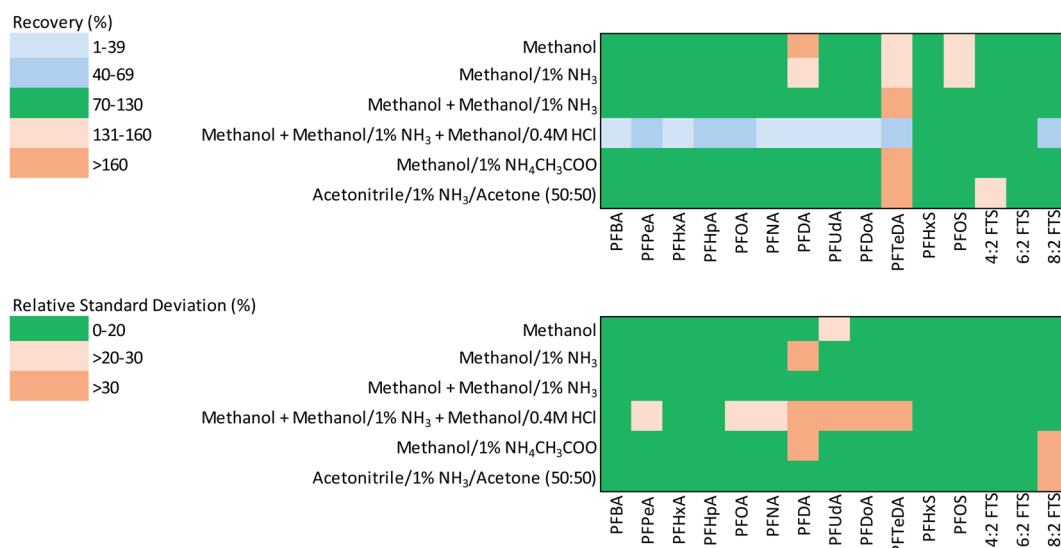 Recovery (%)
1-39
40-69
70-130
131-160
>160
Methanol
Methanol/1% NH₃
Methanol + Methanol/1% NH₃
Methanol + Methanol/1% NH₃ + Methanol/0.4M HCl
Methanol/1% NH₄CH₃COO
Acetonitrile/1% NH₃/Acetone (50:50)
PFBA
PFPeA
PFHxA
PFHpA
PFOA
PFNA
PFDA
PFUdA
PFDoA
PFTeDA
PFHxS
PFOS
4:2 FTS
6:2 FTS
8:2 FTS
Relative Standard Deviation (%)
0-20
>20-30
>30
Methanol
Methanol/1% NH₃
Methanol + Methanol/1% NH₃
Methanol + Methanol/1% NH₃ + Methanol/0.4M HCl
Methanol/1% NH₄CH₃COO
Acetonitrile/1% NH₃/Acetone (50:50)
PFBA
PFPeA
PFHxA
PFHpA
PFOA
PFNA
PFDA
PFUdA
PFDoA
PFTeDA
PFHxS
PFOS
4:2 FTS
6:2 FTS
8:2 FTS